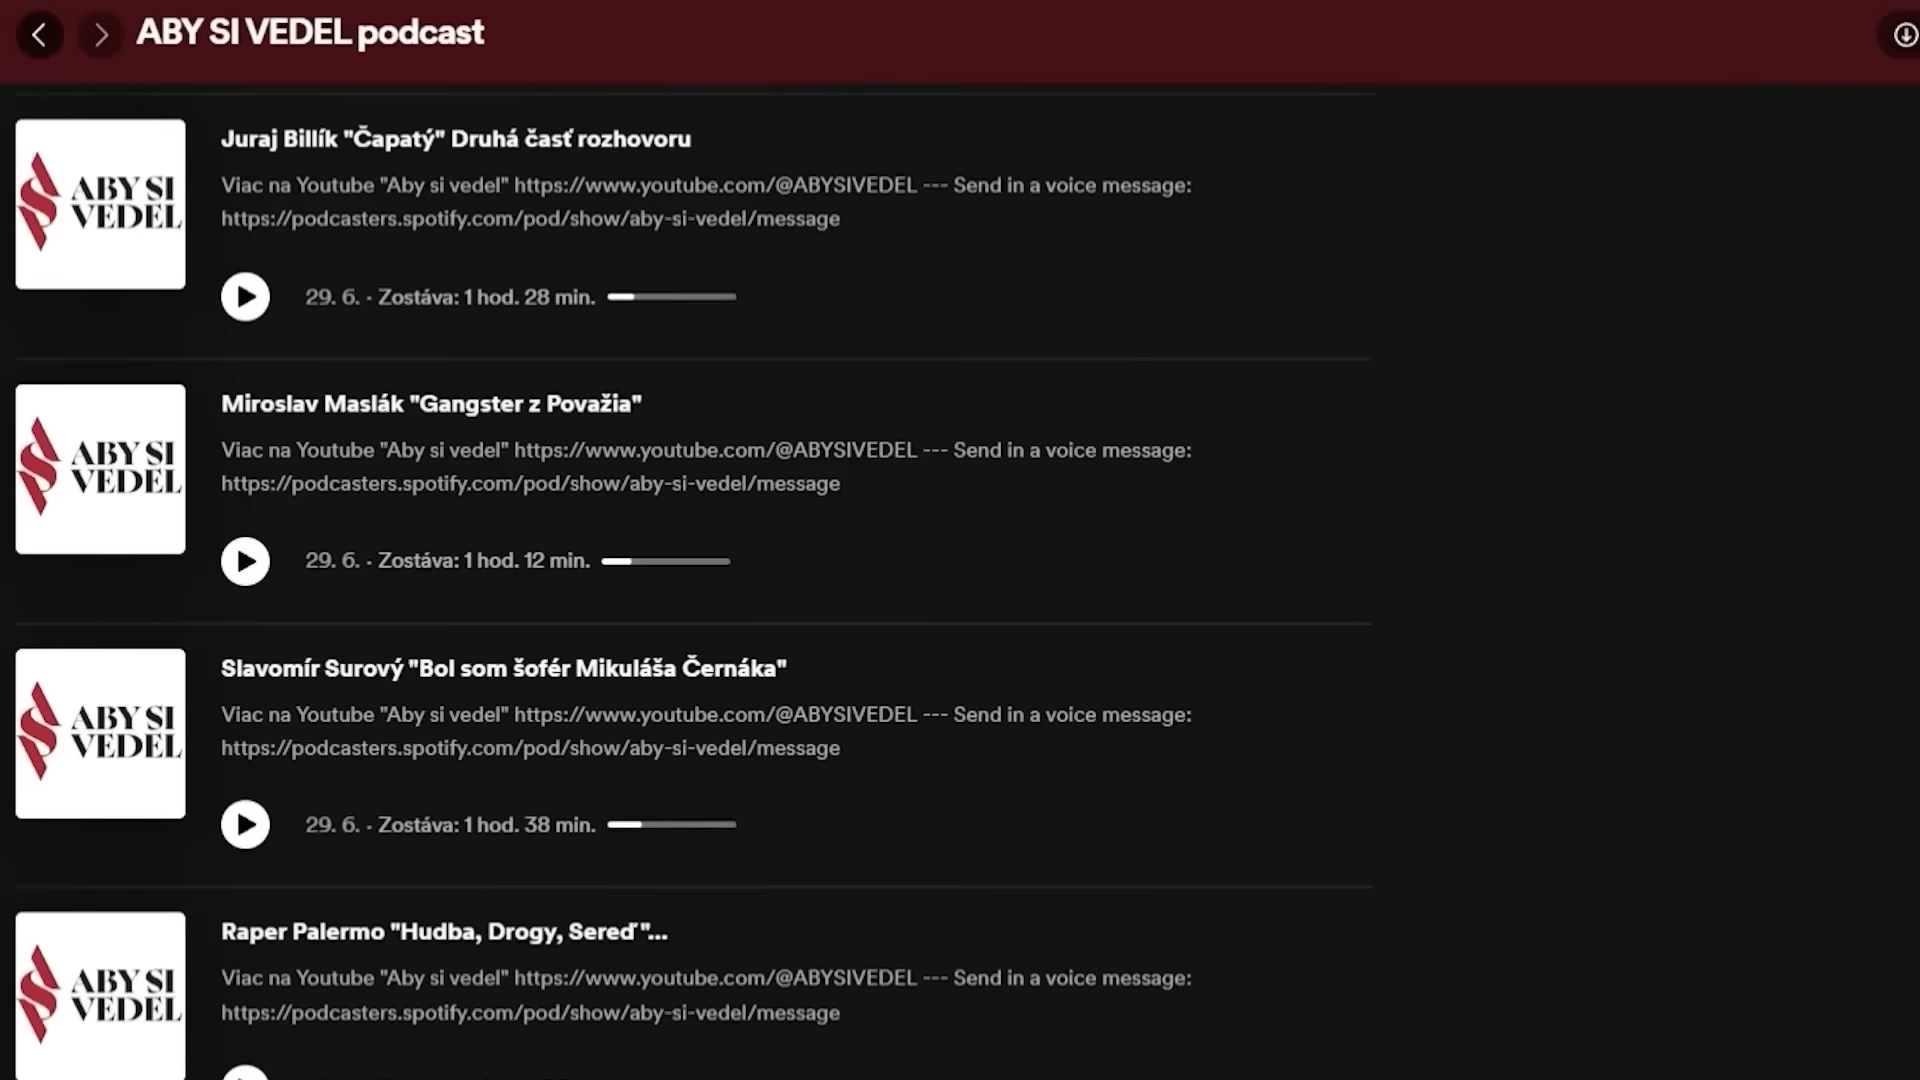 ABY SI VEDEL podcast
ABY SI
VEDEL
Juraj Billík "Čapatý" Druhá časť rozhovoru
Viac na Youtube "Aby si vedel" https://www.youtube.com/@ABYSIVEDEL --- Send in a voice message:
https://podcasters.spotify.com/pod/show/aby-si-vedel/message
29. 6. · Zostáva: 1 hod. 28 min.
ABY SI
VEDEL
Miroslav Maslák "Gangster z Považia"
Viac na Youtube "Aby si vedel" https://www.youtube.com/@ABYSIVEDEL --- Send in a voice message:
https://podcasters.spotify.com/pod/show/aby-si-vedel/message
29. 6. · Zostáva: 1 hod. 12 min.
ABY SI
VEDEL
Slavomír Surový "Bol som šofér Mikuláša Černáka"
Viac na Youtube "Aby si vedel" https://www.youtube.com/@ABYSIVEDEL --- Send in a voice message:
https://podcasters.spotify.com/pod/show/aby-si-vedel/message
29. 6. · Zostáva: 1 hod. 38 min.
ABY SI
VEDEL
Raper Palermo "Hudba, Drogy, Sereď"...
Viac na Youtube "Aby si vedel" https://www.youtube.com/@ABYSIVEDEL --- Send in a voice message:
https://podcasters.spotify.com/pod/show/aby-si-vedel/message